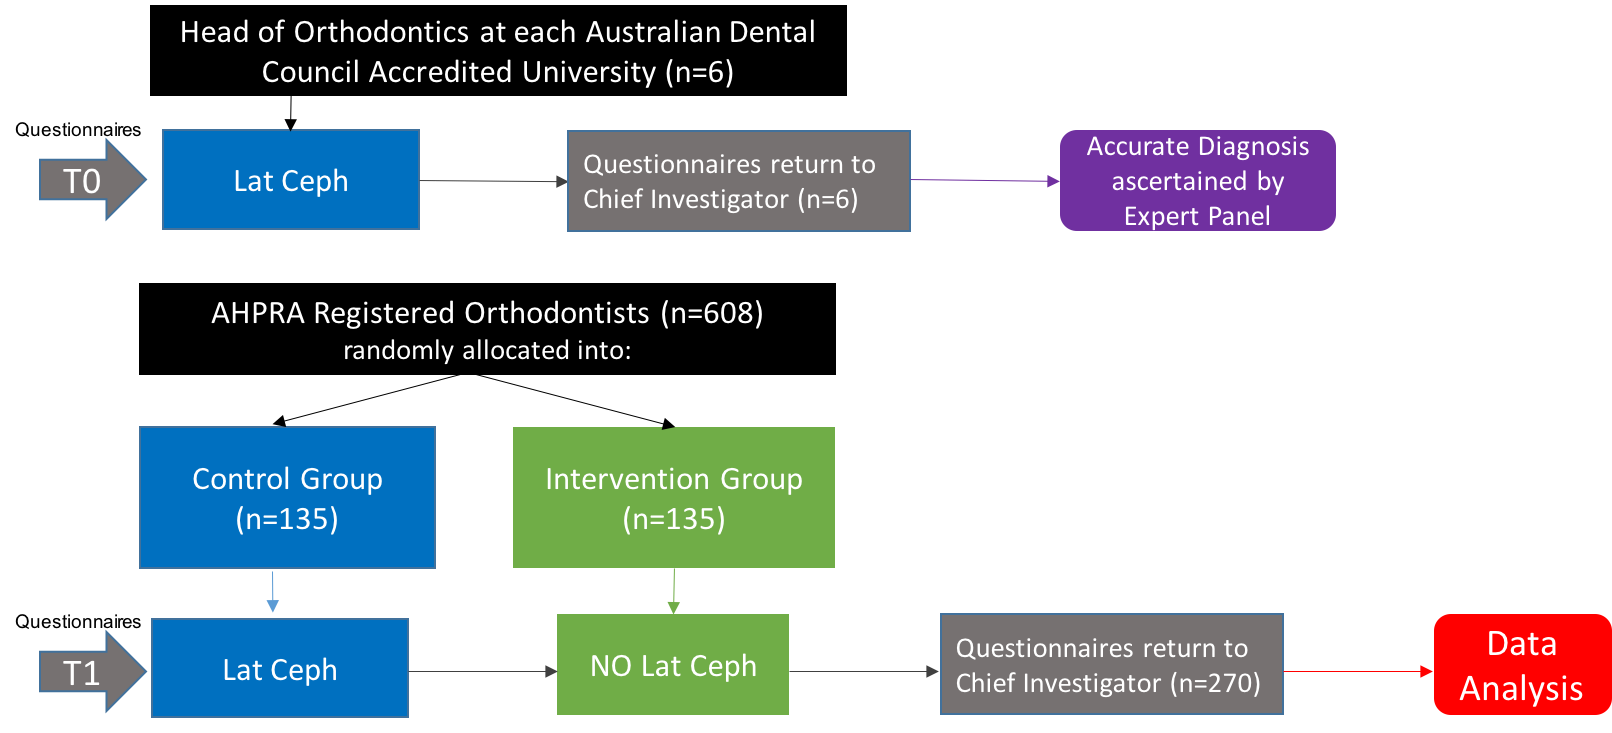 Head of Orthodontics at each Australian Dental
Council Accredited University (n=6)
Questionnaires
T0
Lat Ceph
Questionnaires return to
Chief Investigator (n=6)
Accurate Diagnosis
ascertained by
Expert Panel
AHPRA Registered Orthodontists (n=608)
randomly allocated into:
Control Group
(n=135)
Intervention Group
(n=135)
Questionnaires
T1
Lat Ceph
NO Lat Ceph
Questionnaires return to
Chief Investigator (n=270)
Data
Analysis